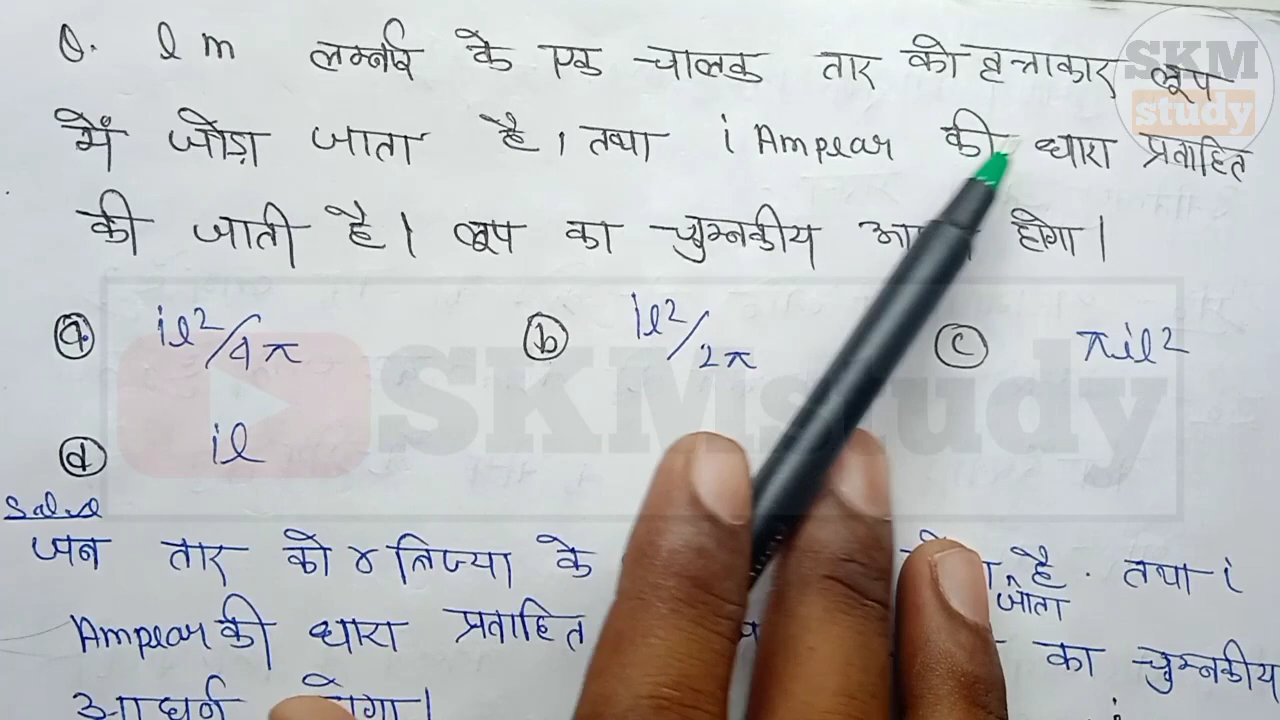 Q. l m लम्बाई के एक चालक तार को वृत्ताकार लूप
में जोड़ा जाता है। तथा i Ampear की धारा प्रवाहित
की जाती है। लूप का चुम्बकीय होगा।
(a) il²/4π (b) il²/2π (c) πil²
(d) il
जब तार को r त्रिज्या के है. तथा i
जाता
Ampear की धारा प्रवाहित का चुम्बकीय
आघूर्ण होगा।
SKM
study
SKMstudy